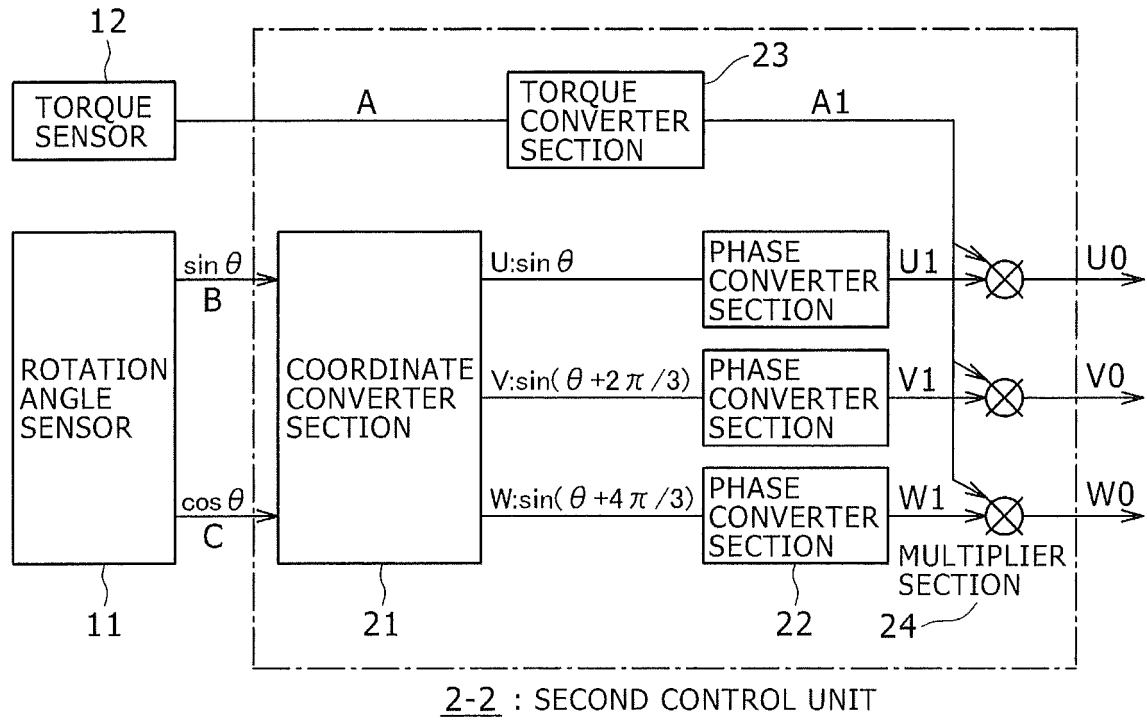 12
23
TORQUE
SENSOR
A
TORQUE
CONVERTER
SECTION
A1
ROTATION
ANGLE
SENSOR
sin θ
B
cos θ
C
COORDINATE
CONVERTER
SECTION
U:sin θ
PHASE
CONVERTER
SECTION
U1
U0
V:sin(θ+2π/3)
PHASE
CONVERTER
SECTION
V1
V0
W:sin(θ+4π/3)
PHASE
CONVERTER
SECTION
W1
W0
MULTIPLIER
SECTION
11
21
22
24
2-2 : SECOND CONTROL UNIT